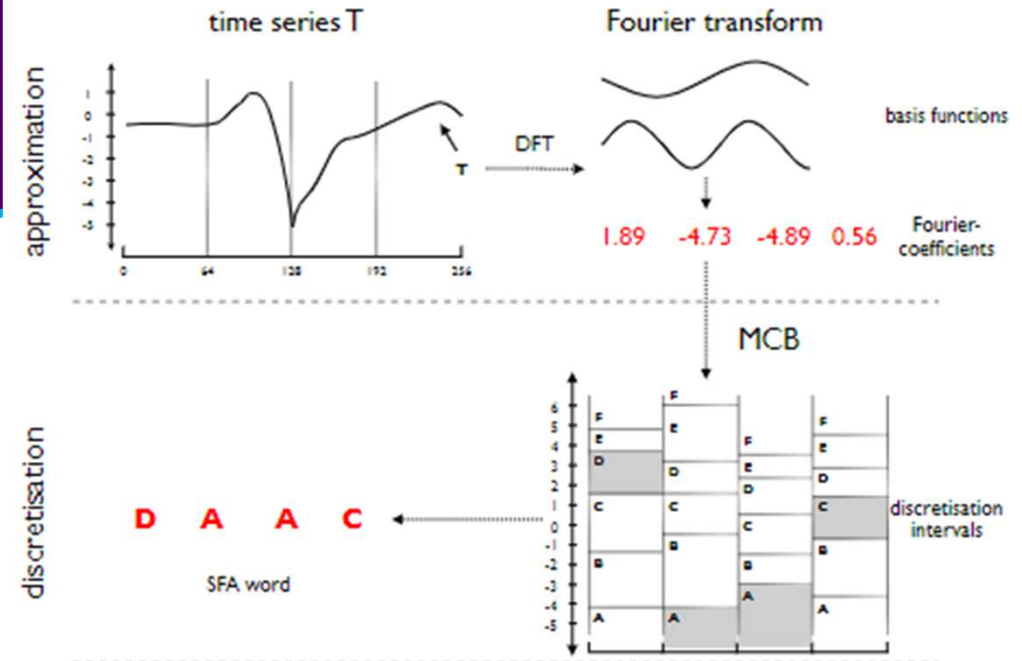 time series T
Fourier transform
approximation
1
0
-1
-2
-3
-4
-5
0 64 128 192 256
T
DFT
basis functions
1.89 -4.73 -4.89 0.56
Fourier-
coefficients
MCB
discretisation
D A A C
SFA word
6
5
4
3
2
1
0
-1
-2
-3
-4
-5
F
E
D
C
B
A
F
E
D
C
B
A
F
E
D
C
B
A
F
E
D
C
B
A
discretisation
intervals